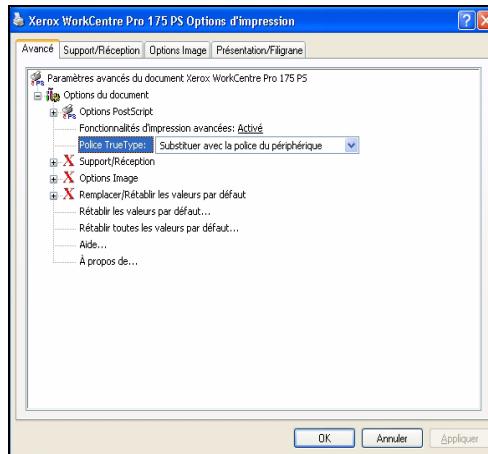 Xerox WorkCentre Pro 175 PS Options d'impression
Avancé Support/Réception Options Image Présentation/Filigrane
Paramètres avancés du document Xerox WorkCentre Pro 175 PS
Options du document
Options PostScript
Fonctionnalités d'impression avancées: Activé
Police TrueType: Substituer avec la police du périphérique
Support/Réception
Options Image
Remplacer/Rétablir les valeurs par défaut
Rétablir les valeurs par défaut...
Rétablir toutes les valeurs par défaut...
Aide...
À propos de...
OK Annuler Appliquer